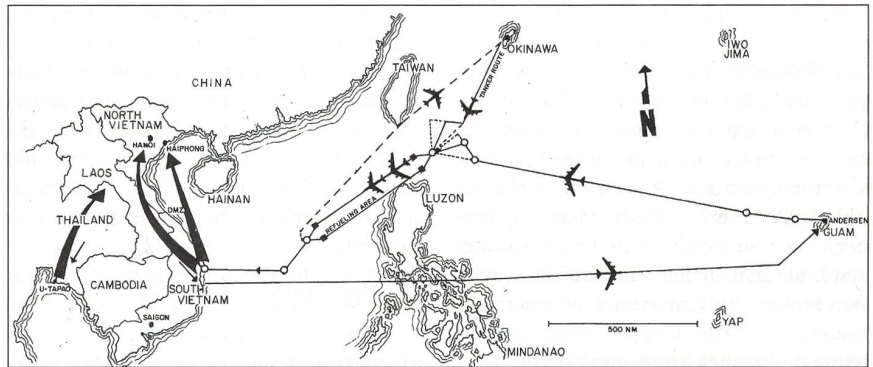 OKINAWA
IWO
JIMA
TAIWAN
TANKER ROUTE
CHINA
N
NORTH
VIETNAM
HANOI
HAIPHONG
LAOS
HAINAN
LUZON
REFUELING AREA
DMZ
THAILAND
ANDERSEN
GUAM
U-TAPAO
CAMBODIA
SOUTH
VIETNAM
SAIGON
500 NM
YAP
MINDANAO